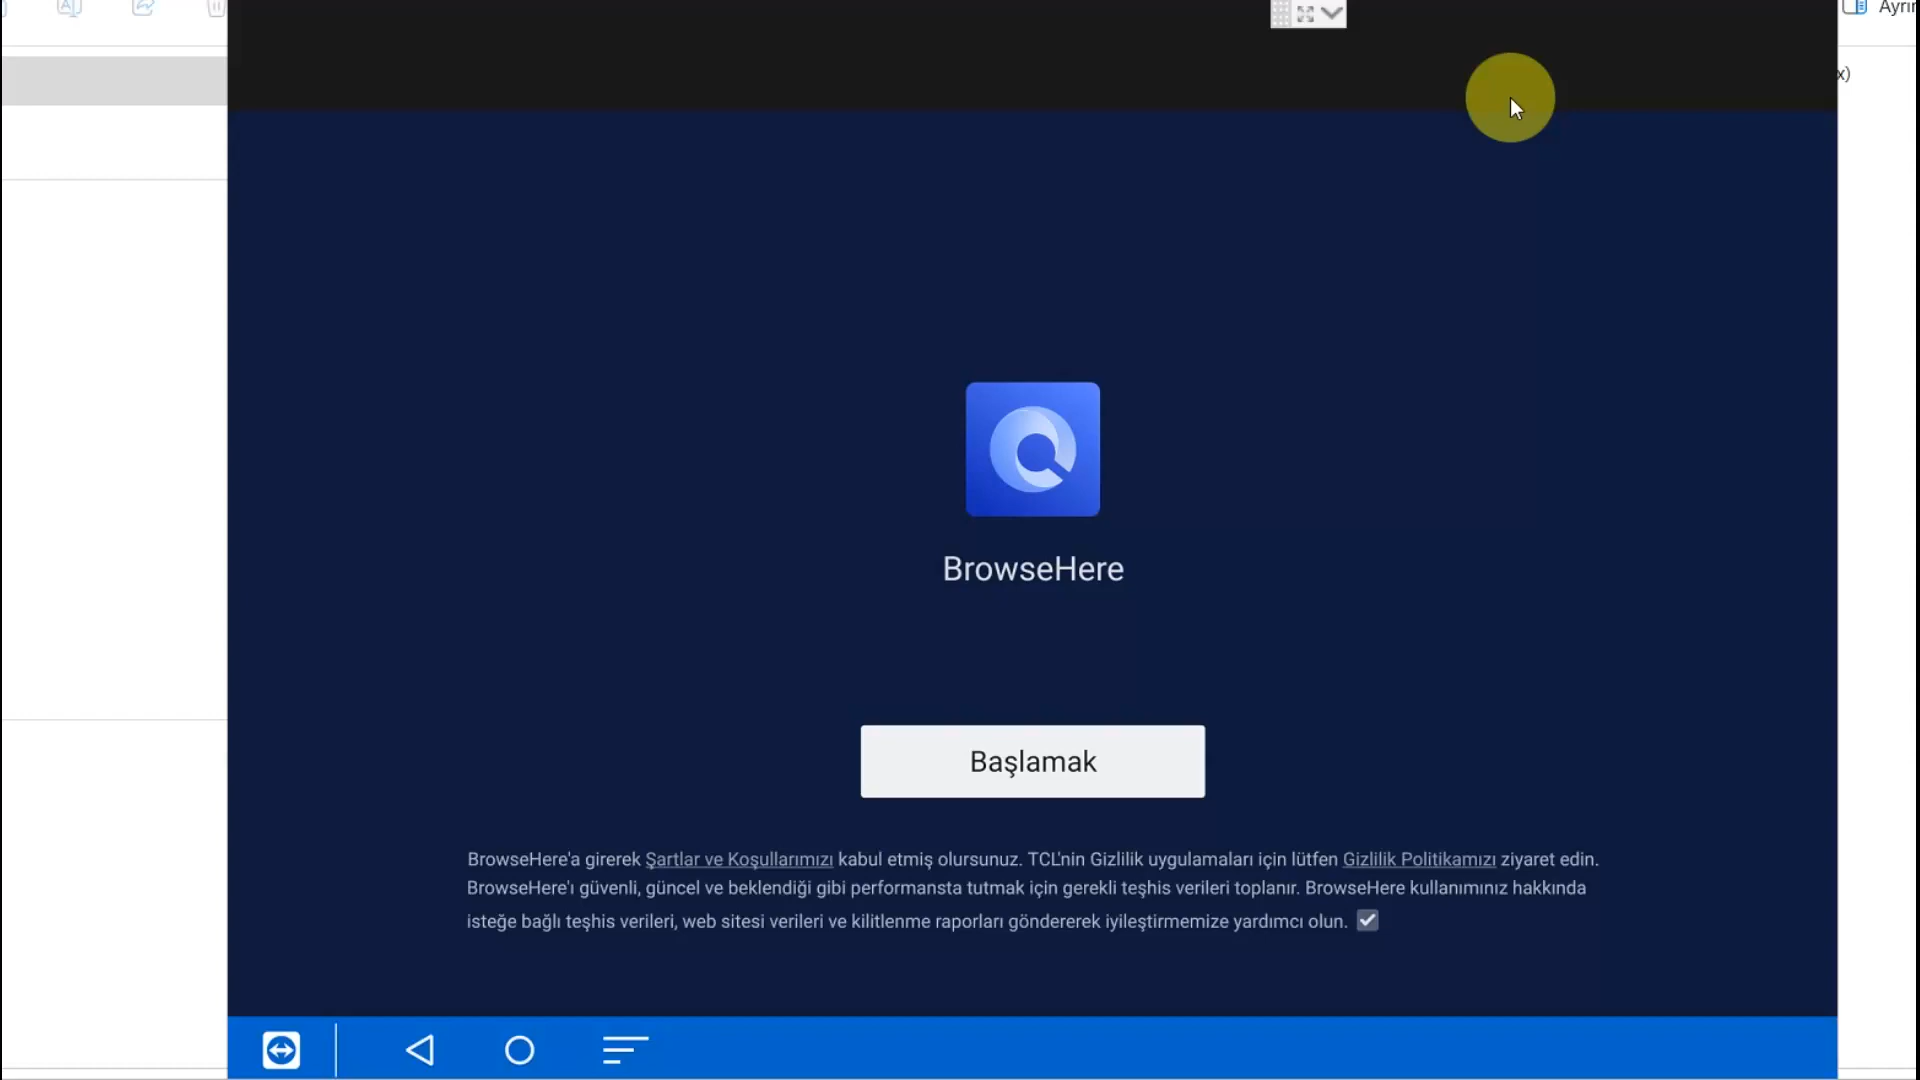 x)
BrowseHere
Başlamak
BrowseHere'a girerek Şartlar ve Koşullarımızı kabul etmiş olursunuz. TCL'nin Gizlilik uygulamaları için lütfen Gizlilik Politikamızı ziyaret edin.
BrowseHere'ı güvenli, güncel ve beklendiği gibi performansta tutmak için gerekli teşhis verileri toplanır. BrowseHere kullanımınız hakkında
isteğe bağlı teşhis verileri, web sitesi verileri ve kilitlenme raporları göndererek iyileştirmemize yardımcı olun.